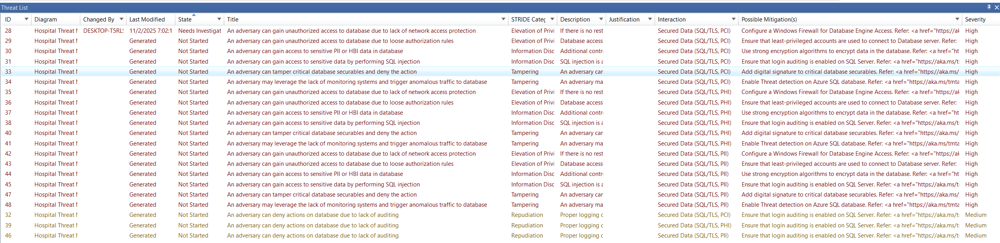 Threat List
ID Diagram Changed By Last Modified State Title STRIDE Categ Description Justification Interaction Possible Mitigation(s) Severity
28 Hospital Threat DESKTOP-T5RLS 11/2/2025 7:02:1 Needs Investigat An adversary can gain unauthorized access to database due to lack of network access protection Elevation of Privi If there is no rest Secured Data (SQL/TLS, PCI) Configure a Windows Firewall for Database Engine Access. Refer: <a href="https://ak High
29 Hospital Threat Generated Not Started An adversary can gain unauthorized access to database due to loose authorization rules Elevation of Privi Database access Secured Data (SQL/TLS, PCI) Ensure that least-privileged accounts are used to connect to Database server. Refer: High
30 Hospital Threat Generated Not Started An adversary can gain access to sensitive PII or HBI data in database Information Disc Additional contr Secured Data (SQL/TLS, PCI) Use strong encryption algorithms to encrypt data in the database. Refer: <a href="ht High
31 Hospital Threat Generated Not Started An adversary can gain access to sensitive data by performing SQL injection Information Disc SQL injection is a Secured Data (SQL/TLS, PCI) Ensure that login auditing is enabled on SQL Server. Refer: <a href="https://aka.ms/t High
33 Hospital Threat Generated Not Started An adversary can tamper critical database securables and deny the action Tampering An adversary can Secured Data (SQL/TLS, PCI) Add digital signature to critical database securables. Refer: <a href="https://aka.ms/ High
34 Hospital Threat Generated Not Started An adversary may leverage the lack of monitoring systems and trigger anomalous traffic to database Tampering An adversary ma Secured Data (SQL/TLS, PCI) Enable Threat detection on Azure SQL database. Refer: <a href="https://aka.ms/tmta High
35 Hospital Threat Generated Not Started An adversary can gain unauthorized access to database due to lack of network access protection Elevation of Privi If there is no rest Secured Data (SQL/TLS, PHI) Configure a Windows Firewall for Database Engine Access. Refer: <a href="https://ak High
36 Hospital Threat Generated Not Started An adversary can gain unauthorized access to database due to loose authorization rules Elevation of Privi Database access Secured Data (SQL/TLS, PHI) Ensure that least-privileged accounts are used to connect to Database server. Refer: High
37 Hospital Threat Generated Not Started An adversary can gain access to sensitive PII or HBI data in database Information Disc Additional contr Secured Data (SQL/TLS, PHI) Use strong encryption algorithms to encrypt data in the database. Refer: <a href="ht High
38 Hospital Threat Generated Not Started An adversary can gain access to sensitive data by performing SQL injection Information Disc SQL injection is a Secured Data (SQL/TLS, PHI) Ensure that login auditing is enabled on SQL Server. Refer: <a href="https://aka.ms/t High
40 Hospital Threat Generated Not Started An adversary can tamper critical database securables and deny the action Tampering An adversary can Secured Data (SQL/TLS, PHI) Add digital signature to critical database securables. Refer: <a href="https://aka.ms/ High
41 Hospital Threat Generated Not Started An adversary may leverage the lack of monitoring systems and trigger anomalous traffic to database Tampering An adversary ma Secured Data (SQL/TLS, PHI) Enable Threat detection on Azure SQL database. Refer: <a href="https://aka.ms/tmta High
42 Hospital Threat Generated Not Started An adversary can gain unauthorized access to database due to lack of network access protection Elevation of Privi If there is no rest Secured Data (SQL/TLS, PII) Configure a Windows Firewall for Database Engine Access. Refer: <a href="https://ak High
43 Hospital Threat Generated Not Started An adversary can gain unauthorized access to database due to loose authorization rules Elevation of Privi Database access Secured Data (SQL/TLS, PII) Ensure that least-privileged accounts are used to connect to Database server. Refer: High
44 Hospital Threat Generated Not Started An adversary can gain access to sensitive PII or HBI data in database Information Disc Additional contr Secured Data (SQL/TLS, PII) Use strong encryption algorithms to encrypt data in the database. Refer: <a href="ht High
45 Hospital Threat Generated Not Started An adversary can gain access to sensitive data by performing SQL injection Information Disc SQL injection is a Secured Data (SQL/TLS, PII) Ensure that login auditing is enabled on SQL Server. Refer: <a href="https://aka.ms/t High
47 Hospital Threat Generated Not Started An adversary can tamper critical database securables and deny the action Tampering An adversary can Secured Data (SQL/TLS, PII) Add digital signature to critical database securables. Refer: <a href="https://aka.ms/ High
48 Hospital Threat Generated Not Started An adversary may leverage the lack of monitoring systems and trigger anomalous traffic to database Tampering An adversary ma Secured Data (SQL/TLS, PII) Enable Threat detection on Azure SQL database. Refer: <a href="https://aka.ms/tmta High
32 Hospital Threat Generated Not Started An adversary can deny actions on database due to lack of auditing Repudiation Proper logging c Secured Data (SQL/TLS, PCI) Ensure that login auditing is enabled on SQL Server. Refer: <a href="https://aka.ms/t Medium
39 Hospital Threat Generated Not Started An adversary can deny actions on database due to lack of auditing Repudiation Proper logging c Secured Data (SQL/TLS, PHI) Ensure that login auditing is enabled on SQL Server. Refer: <a href="https://aka.ms/t Medium
46 Hospital Threat Generated Not Started An adversary can deny actions on database due to lack of auditing Repudiation Proper logging c Secured Data (SQL/TLS, PII) Ensure that login auditing is enabled on SQL Server. Refer: <a href="https://aka.ms/t Medium